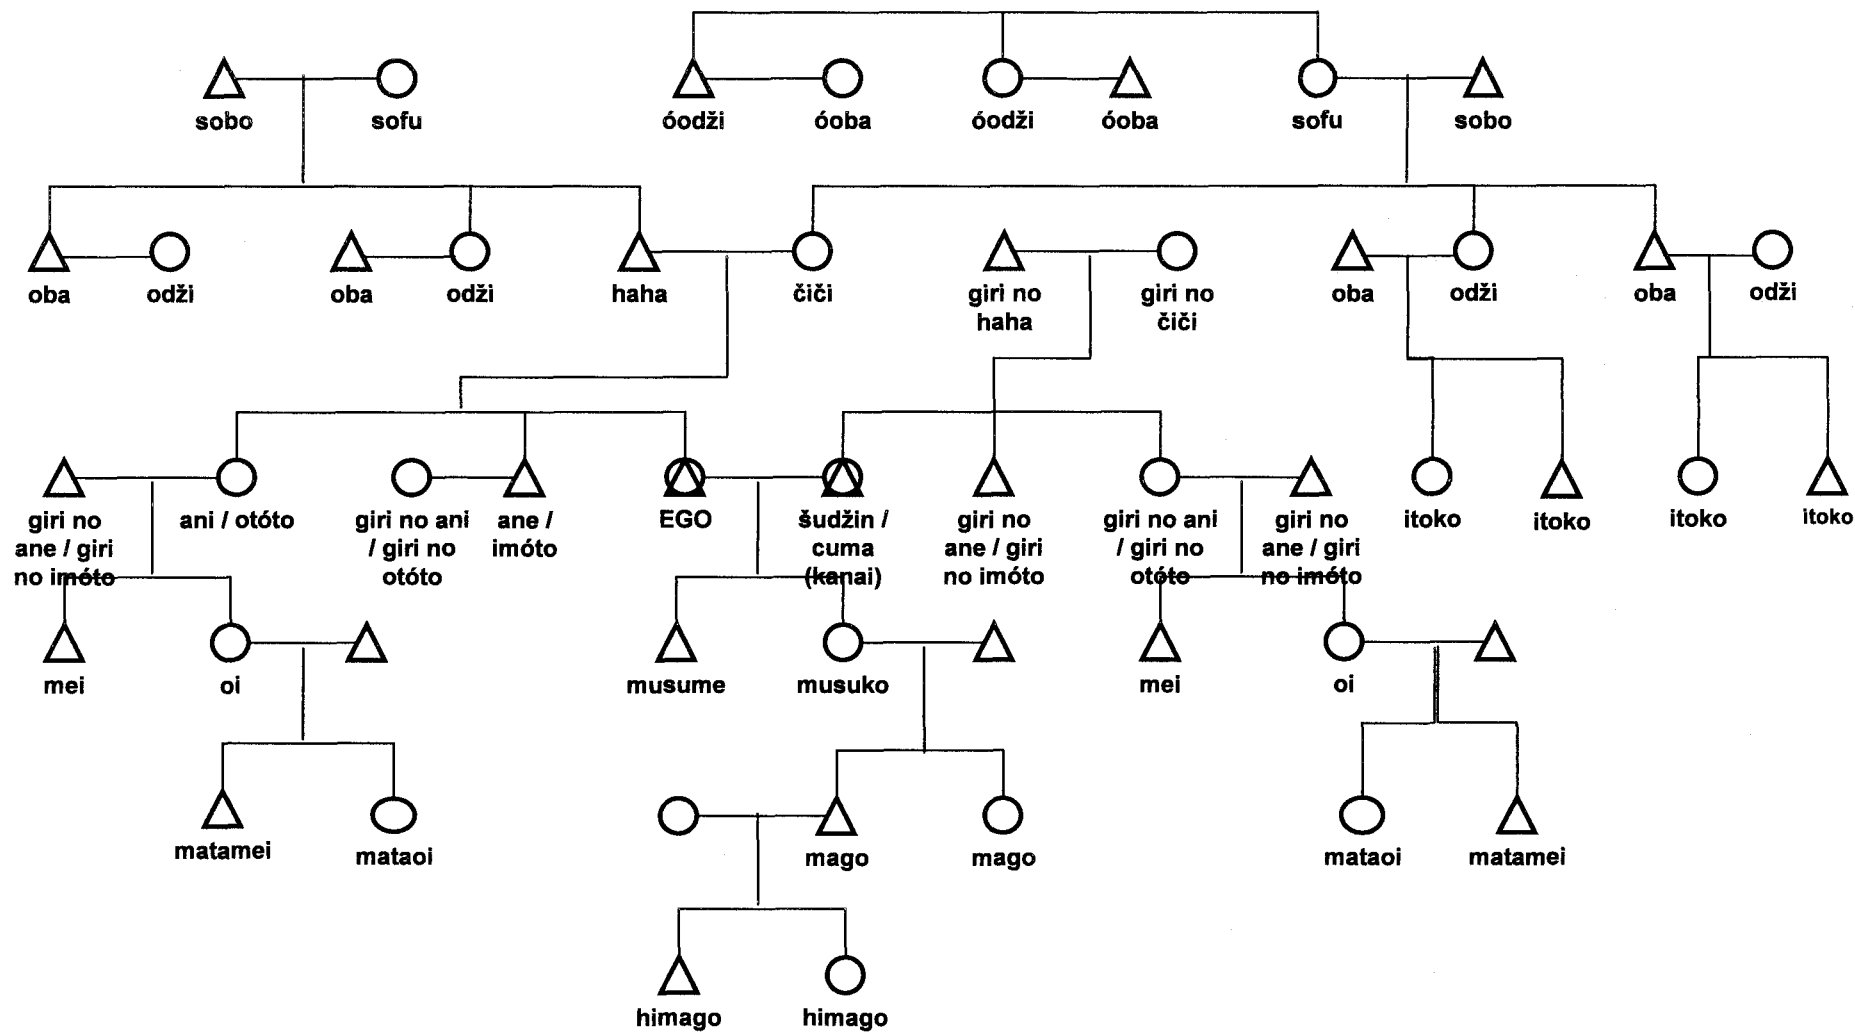 sobo
sofu
óodži
óoba
óodži
óoba
sofu
sobo
oba
odži
oba
odži
haha
čiči
giri no
haha
giri no
čiči
oba
odži
oba
odži
giri no
ane / giri
no imóto
ani / otóto
giri no ani
/ giri no
otóto
ane /
imóto
EGO
šudžin /
cuma
(kanai)
giri no
ane / giri
no imóto
giri no ani
/ giri no
otóto
giri no
ane / giri
no imóto
itoko
itoko
itoko
itoko
mei
oi
musume
musuko
mei
oi
matamei
mataoi
mago
mago
mataoi
matamei
himago
himago